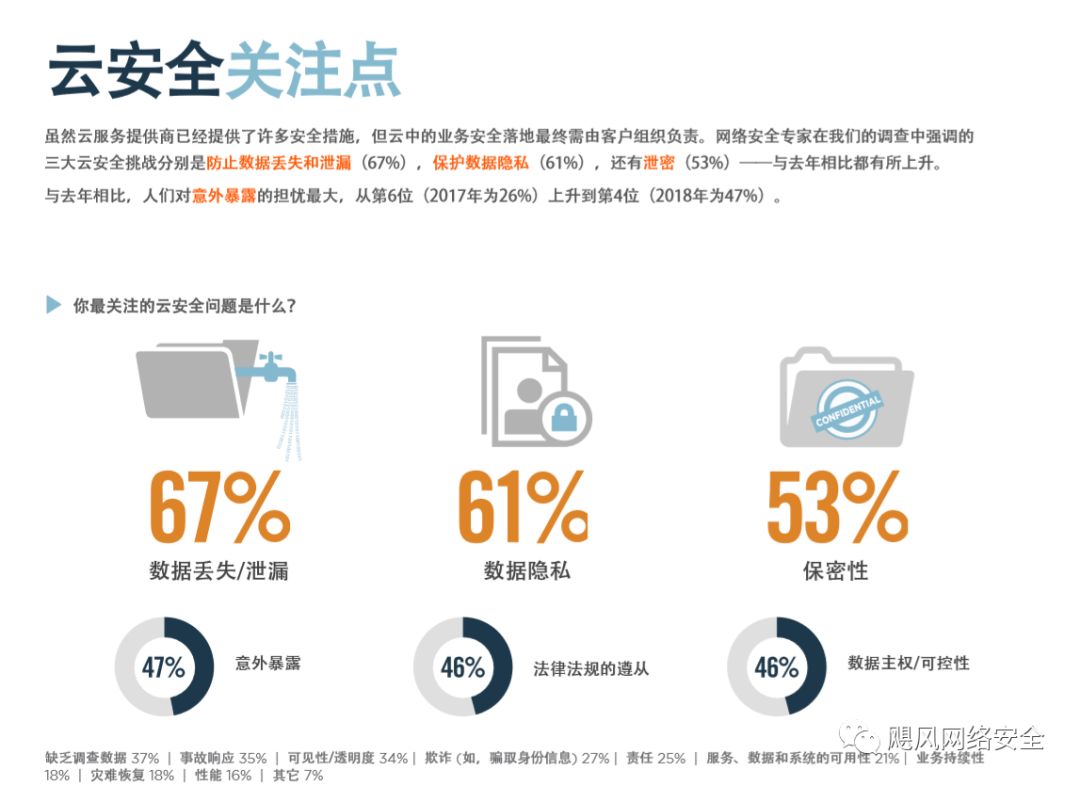 云安全关注点
虽然云服务提供商已经提供了许多安全措施，但云中的业务安全落地最终需由客户组织负责。网络安全专家在我们的调查中强调的
三大云安全挑战分别是防止数据丢失和泄漏（67%），保护数据隐私（61%），还有泄密（53%）——与去年相比都有所上升。
与去年相比，人们对意外暴露的担忧最大，从第6位（2017年为26%）上升到第4位（2018年为47%）。
你最关注的云安全问题是什么？
CONFIDENTIAL
67%
61%
53%
数据丢失/泄漏
数据隐私
保密性
47%
意外暴露
46%
法律法规的遵从
46%
数据主权/可控性
飓风网络安全
缺乏调查数据 37% | 事故响应 35% | 可见性/透明度 34% | 欺诈 (如，骗取身份信息) 27% | 责任 25% | 服务、数据和系统的可用性 21% | 业务持续性
18% | 灾难恢复 18% | 性能 16% | 其它 7%